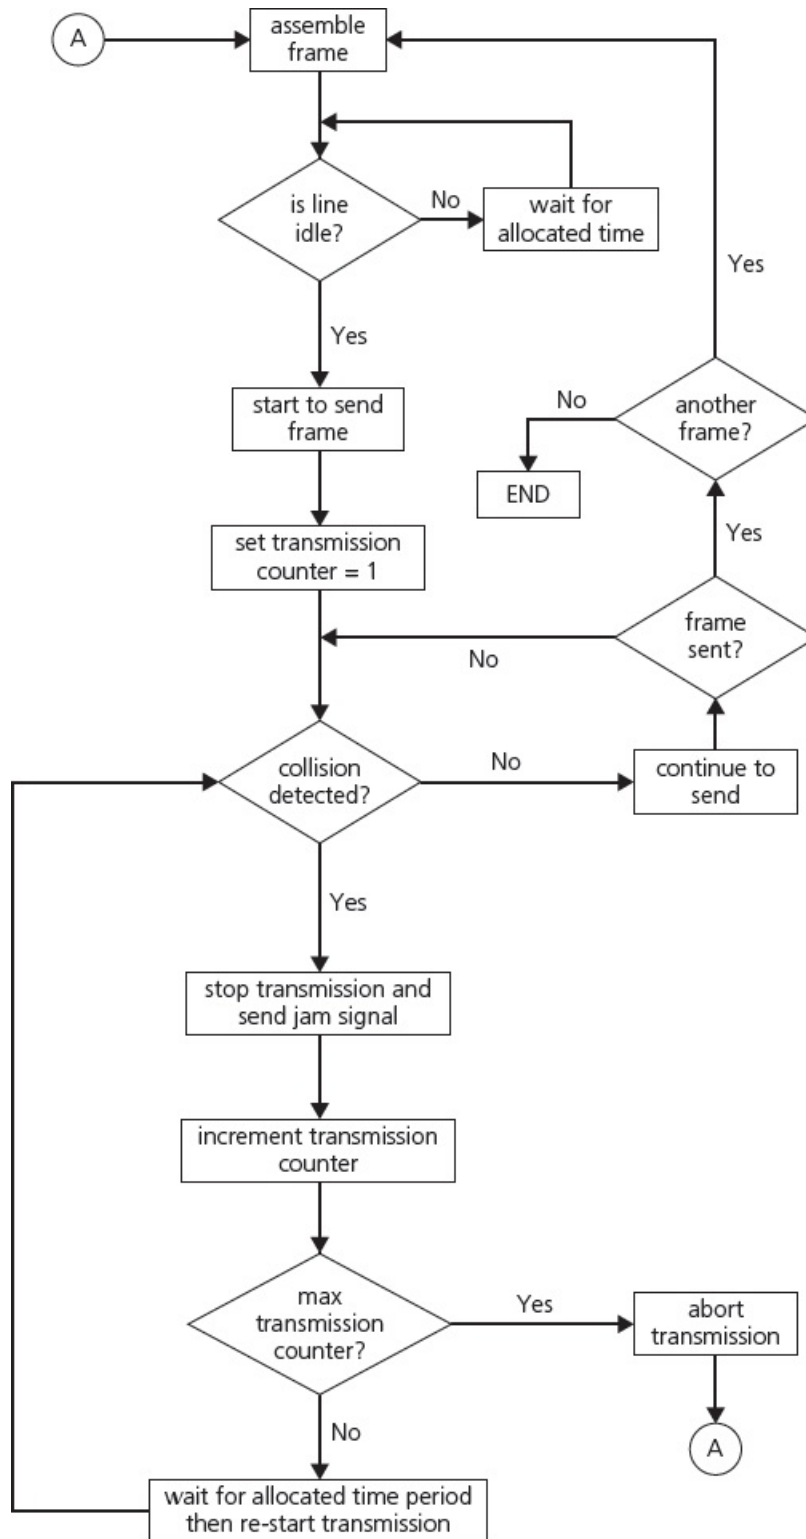 A
assemble
frame
is line
idle?
No
wait for
allocated time
Yes
Yes
start to send
frame
No
another
frame?
END
Yes
set transmission
counter = 1
frame
sent?
No
collision
detected?
No
continue to
send
Yes
stop transmission and
send jam signal
increment transmission
counter
max
transmission
counter?
Yes
abort
transmission
No
A
wait for allocated time period
then re-start transmission